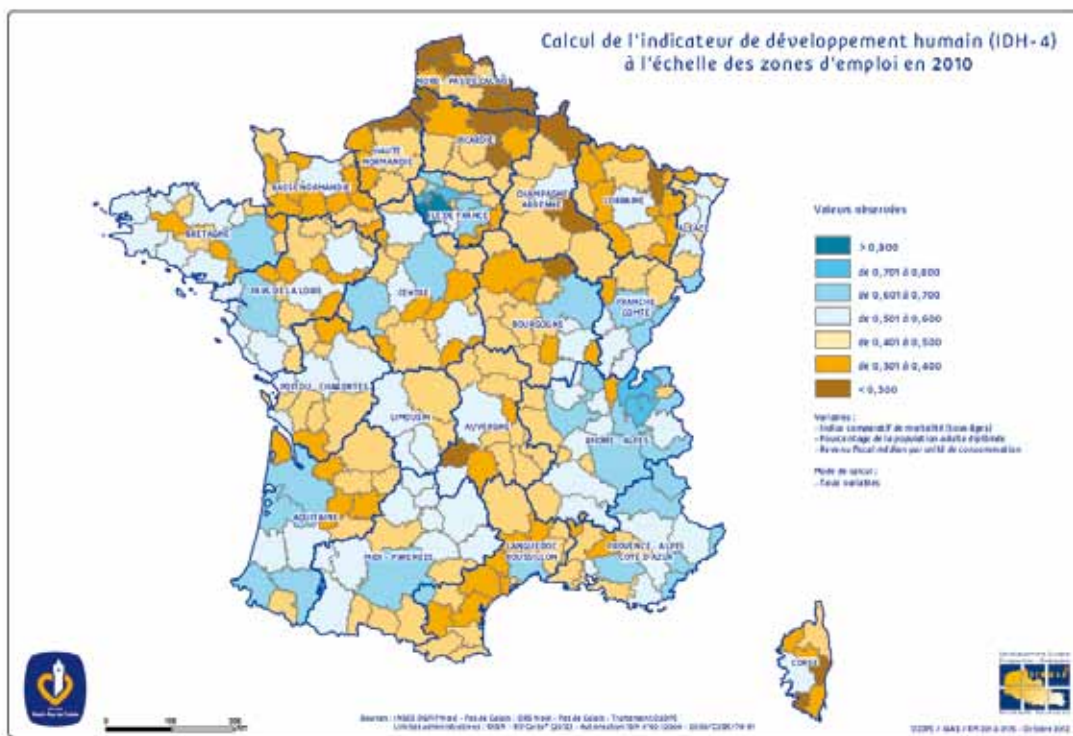 Calcul de l'indicateur de développement humain (IDH-4)
à l'échelle des zones d'emploi en 2010
NORD - PAS DE CALAIS
PICARDIE
HAUTE
NORMANDIE
BASSE NORMANDIE
ILE DE FRANCE
CHAMPAGNE
ARDENNE
LORRAINE
ALSACE
BRETAGNE
PAYS DE LA LOIRE
CENTRE
BOURGOGNE
FRANCHE
COMTE
POITOU - CHARENTES
LIMOUSIN
AUVERGNE
RHONE - ALPES
AQUITAINE
MIDI - PYRENEES
LANGUEDOC
ROUSSILLON
PROVENCE - ALPES
COTE D'AZUR
CORSE
Valeurs observées
> 0,800
de 0,701 à 0,800
de 0,601 à 0,700
de 0,501 à 0,600
de 0,401 à 0,500
de 0,301 à 0,400
< 0,300
Variables :
- Indice comparatif de mortalité (tous âges)
- Pourcentage de la population adulte diplômée
- Revenu fiscal médian par unité de consommation
Mode de calcul :
- Trois variables
0 100 200
Km